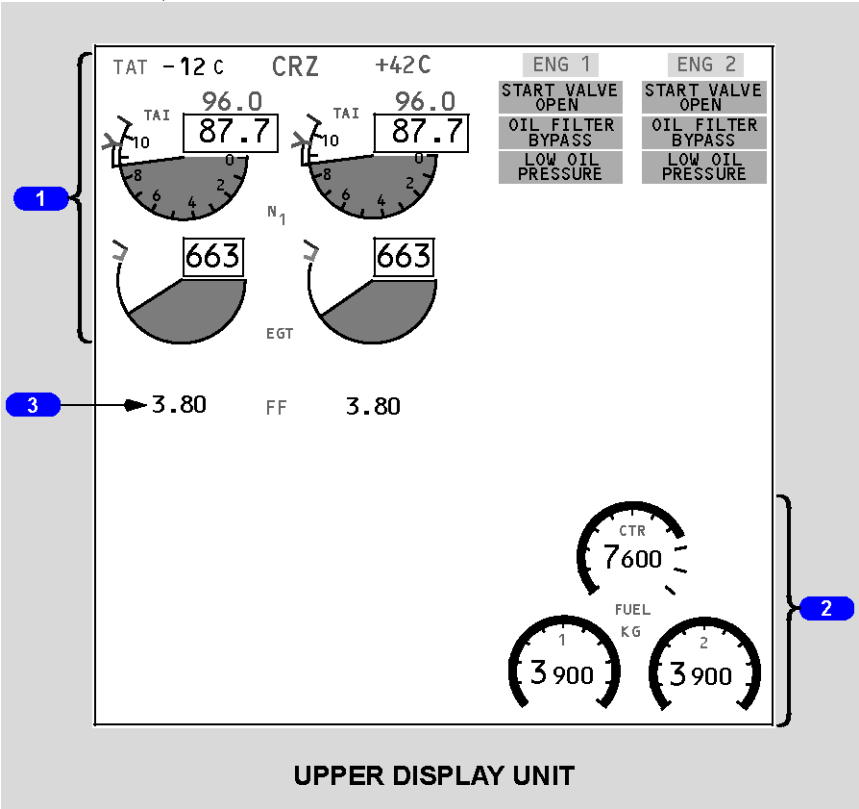 TAT -12 C CRZ +42C ENG 1 ENG 2
START VALVE OPEN START VALVE OPEN
OIL FILTER BYPASS OIL FILTER BYPASS
LOW OIL PRESSURE LOW OIL PRESSURE
TAI 96.0 TAI 96.0
87.7 87.7
10 8 6 4 2 0 10 8 6 4 2 0
1
N1
663 663
EGT
3 3.80 FF 3.80
CTR
7600
FUEL
KG
2
1 2
3900 3900
UPPER DISPLAY UNIT